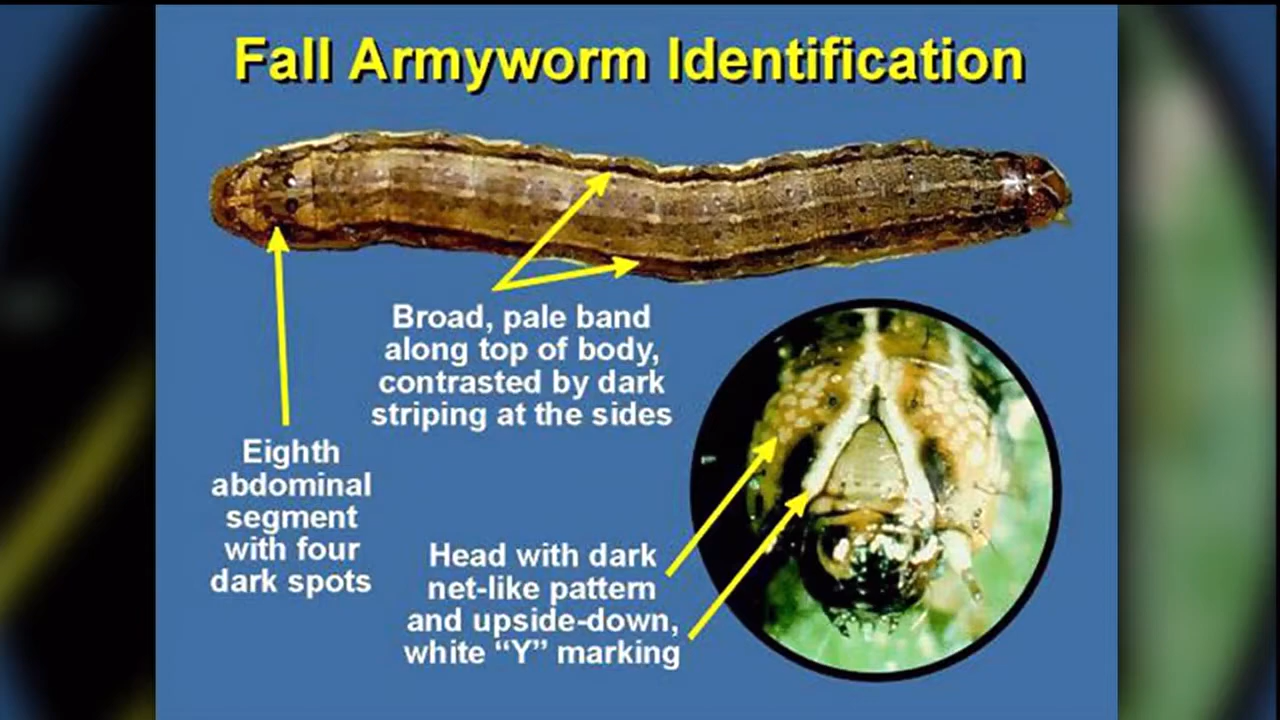 Fall Armyworm Identification
Broad, pale band
along top of body,
contrasted by dark
striping at the sides
Eighth
abdominal
segment
with four
dark spots
Head with dark
net-like pattern
and upside-down,
white “Y” marking